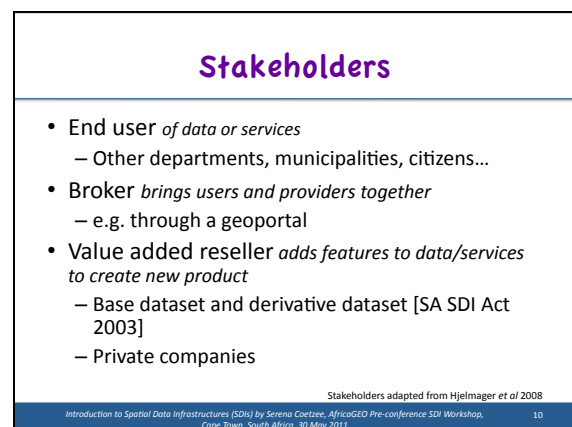 Stakeholders
• End user of data or services
– Other departments, municipalities, citizens…
• Broker brings users and providers together
– e.g. through a geoportal
• Value added reseller adds features to data/services
to create new product
– Base dataset and derivative dataset [SA SDI Act
2003]
– Private companies
Stakeholders adapted from Hjelmager et al 2008
Introduction to Spatial Data Infrastructures (SDIs) by Serena Coetzee, AfricaGEO Pre-conference SDI Workshop,
Cape Town, South Africa, 30 May 2011
10